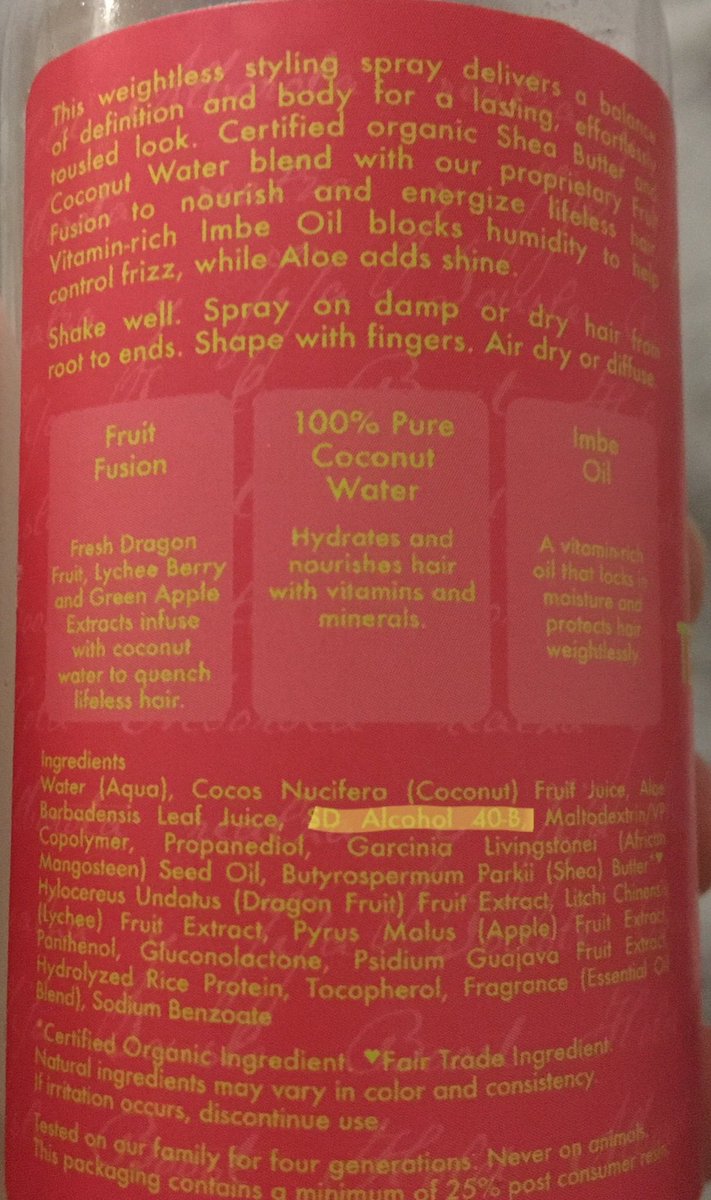 This weightless styling spray delivers a balance
of definition and body for a lasting, effortlessly
tousled look. Certified organic Shea Butter and
Coconut Water blend with our proprietary Fruit
Fusion to nourish and energize lifeless hair.
Vitamin-rich Imbe Oil blocks humidity to help
control frizz, while Aloe adds shine.
Shake well. Spray on damp or dry hair from
root to ends. Shape with fingers. Air dry or diffuse.
Fruit
Fusion
Fresh Dragon
Fruit, Lychee Berry
and Green Apple
Extracts infuse
with coconut
water to quench
lifeless hair.
100% Pure
Coconut
Water
Hydrates and
nourishes hair
with vitamins and
minerals.
Imbe
Oil
A vitamin-rich
oil that locks in
moisture and
protects hair
weightlessly.
Ingredients
Water (Aqua), Cocos Nucifera (Coconut) Fruit Juice, Aloe
Barbadensis Leaf Juice, SD Alcohol 40-B, Maltodextrin/VP
Copolymer, Propanediol, Garcinia Livingstonei (African
Mangosteen) Seed Oil, Butyrospermum Parkii (Shea) Butter*♥
Hylocereus Undatus (Dragon Fruit) Fruit Extract, Litchi Chinensis
(Lychee) Fruit Extract, Pyrus Malus (Apple) Fruit Extract,
Panthenol, Gluconolactone, Psidium Guajava Fruit Extract,
Hydrolyzed Rice Protein, Tocopherol, Fragrance (Essential Oil
Blend), Sodium Benzoate
*Certified Organic Ingredient. ♥Fair Trade Ingredient.
Natural ingredients may vary in color and consistency.
If irritation occurs, discontinue use.
Tested on our family for four generations. Never on animals.
This packaging contains a minimum of 25% post consumer resin.